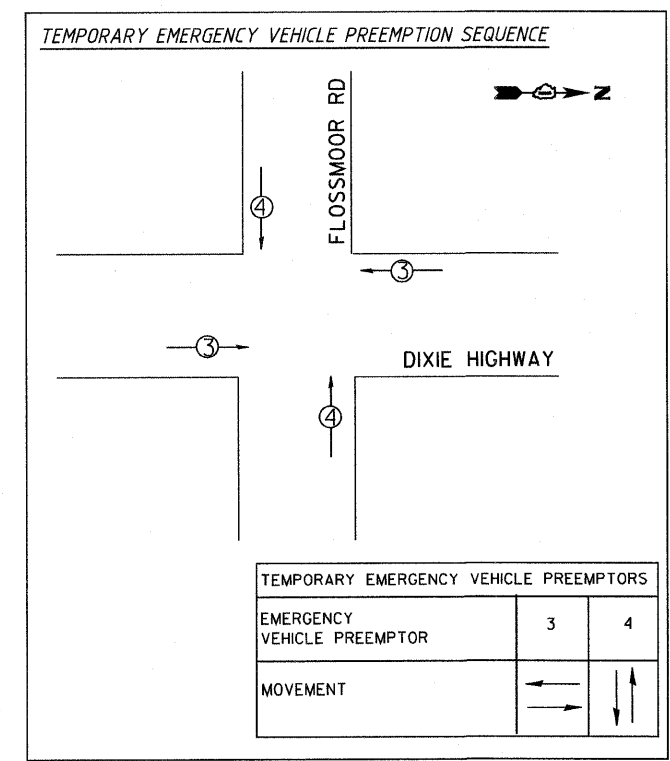 TEMPORARY EMERGENCY VEHICLE PREEMPTION SEQUENCE
N
FLOSSMOOR RD
4
3
3
DIXIE HIGHWAY
4
TEMPORARY EMERGENCY VEHICLE PREEMPTORS
EMERGENCY
VEHICLE PREEMPTOR
3
4
MOVEMENT